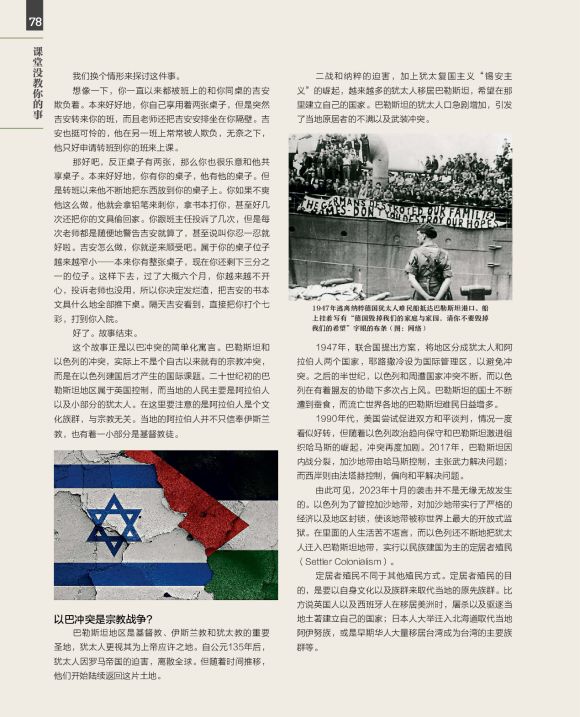 78
课堂没教你的事
我们换个情形来探讨这件事。
想像一下，你一直以来都被班上的和你同桌的吉安
欺负着。本来好好地，你自己享用着两张桌子，但是突然
吉安转来你的班，而且老师还把吉安安排坐在你隔壁。吉
安也挺可怜的，他在另一班上常常被人欺负，无奈之下，
他只好申请转班到你的班来上课。
那好吧，反正桌子有两张，那么你也很乐意和他共
享桌子。本来好好地，你有你的桌子，他有他的桌子。但
是转班以来他不断地把东西放到你的桌子上。你如果不爽
他这么做，他就会拿铅笔来刺你，拿书本打你，甚至好几
次还把你的文具偷回家。你跟班主任投诉了几次，但是每
次老师都是随便地警告吉安就算了，甚至说叫你忍一忍就
好啦。吉安怎么做，你就逆来顺受吧。属于你的桌子位子
越来越窄小——本来你有整张桌子，现在你还剩下三分之
一的位子。这样下去，过了大概六个月，你越来越不开
心，投诉老师也没用，所以你决定发烂渣，把吉安的书本
文具什么地全部推下桌。隔天吉安看到，直接把你打个七
彩，打到你入院。
好了。故事结束。
这个故事正是以巴冲突的简单化寓言。巴勒斯坦和
以色列的冲突，实际上不是个自古以来就有的宗教冲突，
而是在以色列建国后才产生的国际课题。二十世纪初的巴
勒斯坦地区属于英国控制，而当地的人民主要是阿拉伯人
以及小部分的犹太人。在这里要注意的是阿拉伯人是个文
化族群，与宗教无关。当地的阿拉伯人并不只信奉伊斯兰
教，也有着一小部分是基督教徒。
以巴冲突是宗教战争？
巴勒斯坦地区是基督教、伊斯兰教和犹太教的重要
圣地，犹太人更视其为上帝应许之地。自公元135年后，
犹太人因罗马帝国的迫害，离散全球。但随着时间推移，
他们开始陆续返回这片土地。
二战和纳粹的迫害，加上犹太复国主义“锡安主
义”的崛起，越来越多的犹太人移居巴勒斯坦，希望在那
里建立自己的国家。巴勒斯坦的犹太人口急剧增加，引发
了当地原居者的不满以及武装冲突。
THE GERMANS DESTROYED OUR FAMILIES
HOMES - DON'T YOU DESTROY OUR HOPES
1947年逃离纳粹德国犹太人难民船抵达巴勒斯坦港口。船
上挂着写有“德国毁掉我们的家庭与家园，请你不要毁掉
我们的希望”字眼的布条（图：网络）
1947年，联合国提出方案，将地区分成犹太人和阿
拉伯人两个国家，耶路撒冷设为国际管理区，以避免冲
突。之后的半世纪，以色列和周遭国家冲突不断，而以色
列在有着盟友的协助下多次占上风。巴勒斯坦的国土不断
遭到蚕食，而流亡世界各地的巴勒斯坦难民日益增多。
1990年代，美国尝试促进双方和平谈判，情况一度
看似好转，但随着以色列政治趋向保守和巴勒斯坦激进组
织哈马斯的崛起，冲突再度加剧。2017年，巴勒斯坦因
内战分裂，加沙地带由哈马斯控制，主张武力解决问题；
而西岸则由法塔赫控制，偏向和平解决问题。
由此可见，2023年十月的袭击并不是无缘无故发生
的。以色列为了管控加沙地带，对加沙地带实行了严格的
经济以及地区封锁，使该地带被称世界上最大的开放式监
狱。在里面的人生活苦不堪言，而以色列还不断地把犹太
人迁入巴勒斯坦地带，实行以民族建国为主的定居者殖民
（Settler Colonialism）。
定居者殖民不同于其他殖民方式。定居者殖民的目
的，是要以自身文化以及族群来取代当地的原先族群。比
方说英国人以及西班牙人在移居美洲时，屠杀以及驱逐当
地土著建立自己的国家；日本人大举迁入北海道取代当地
阿伊努族，或是早期华人大量移居台湾成为台湾的主要族
群等。